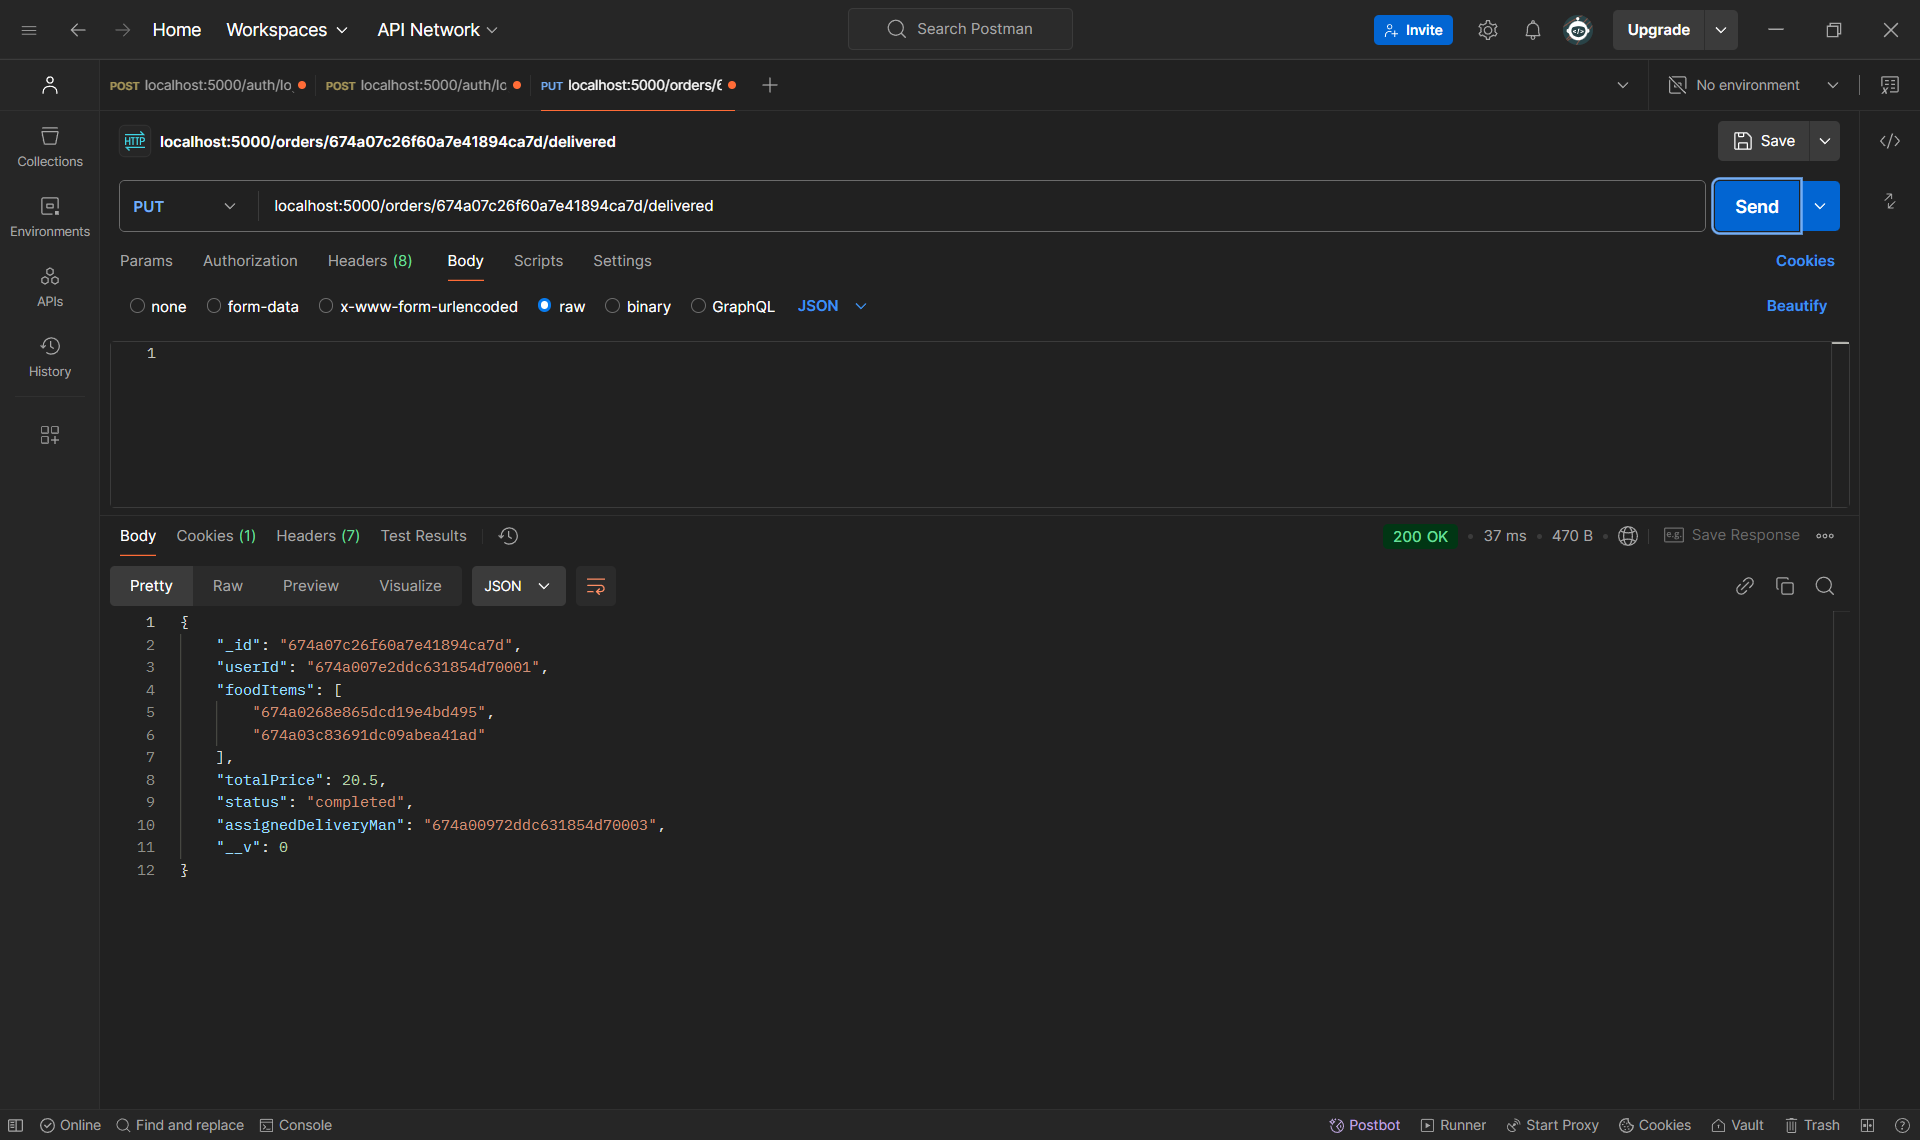 Home Workspaces API Network Search Postman Invite Upgrade
POST localhost:5000/auth/lo POST localhost:5000/auth/lo PUT localhost:5000/orders/6 No environment
HTTP localhost:5000/orders/674a07c26f60a7e41894ca7d/delivered Save
PUT localhost:5000/orders/674a07c26f60a7e41894ca7d/delivered Send
Params Authorization Headers (8) Body Scripts Settings Cookies
none form-data x-www-form-urlencoded raw binary GraphQL JSON Beautify
Collections
Environments
APIs
History
1
Body Cookies (1) Headers (7) Test Results 200 OK 37 ms 470 B e.g. Save Response
Pretty Raw Preview Visualize JSON
1 {
2 "_id": "674a07c26f60a7e41894ca7d",
3 "userId": "674a007e2ddc631854d70001",
4 "foodItems": [
5 "674a0268e865dcd19e4bd495",
6 "674a03c83691dc09abea41ad"
7 ],
8 "totalPrice": 20.5,
9 "status": "completed",
10 "assignedDeliveryMan": "674a00972ddc631854d70003",
11 "__v": 0
12 }
Online Find and replace Console Postbot Runner Start Proxy Cookies Vault Trash